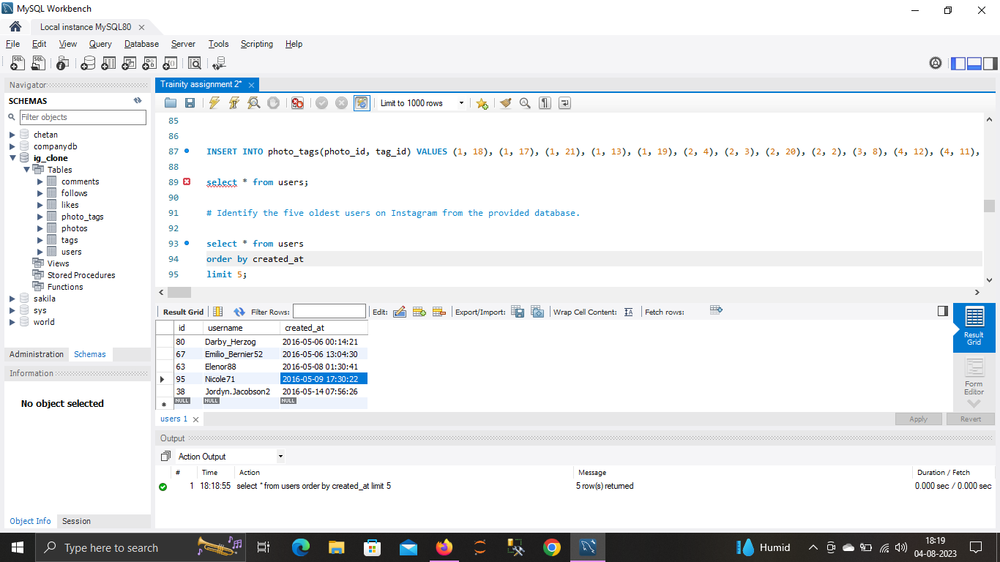 MySQL Workbench
Local instance MySQL80
File Edit View Query Database Server Tools Scripting Help
Navigator
SCHEMAS
Filter objects
chetan
companydb
ig_clone
Tables
comments
follows
likes
photo_tags
photos
tags
users
Views
Stored Procedures
Functions
sakila
sys
world
Administration Schemas
Information
No object selected
Object Info Session
Trainity assignment 2*
Limit to 1000 rows
85
86
87 INSERT INTO photo_tags(photo_id, tag_id) VALUES (1, 18), (1, 17), (1, 21), (1, 13), (1, 19), (2, 4), (2, 3), (2, 20), (2, 2), (3, 8), (4, 12), (4, 11),
88
89 select * from users;
90
91 # Identify the five oldest users on Instagram from the provided database.
92
93 select * from users
94 order by created_at
95 limit 5;
Result Grid Filter Rows: Edit: Export/Import: Wrap Cell Content: Fetch rows:
id username created_at
80 Darby_Herzog 2016-05-06 00:14:21
67 Emilio_Bernier52 2016-05-06 13:04:30
63 Elenor88 2016-05-08 01:30:41
95 Nicole71 2016-05-09 17:30:22
38 Jordyn.Jacobson2 2016-05-14 07:56:26
NULL NULL NULL
Result
Grid
Form
Editor
users 1
Apply Revert
Output
Action Output
# Time Action Message Duration / Fetch
1 18:18:55 select * from users order by created_at limit 5 5 row(s) returned 0.000 sec / 0.000 sec
Type here to search
Humid
18:19
04-08-2023